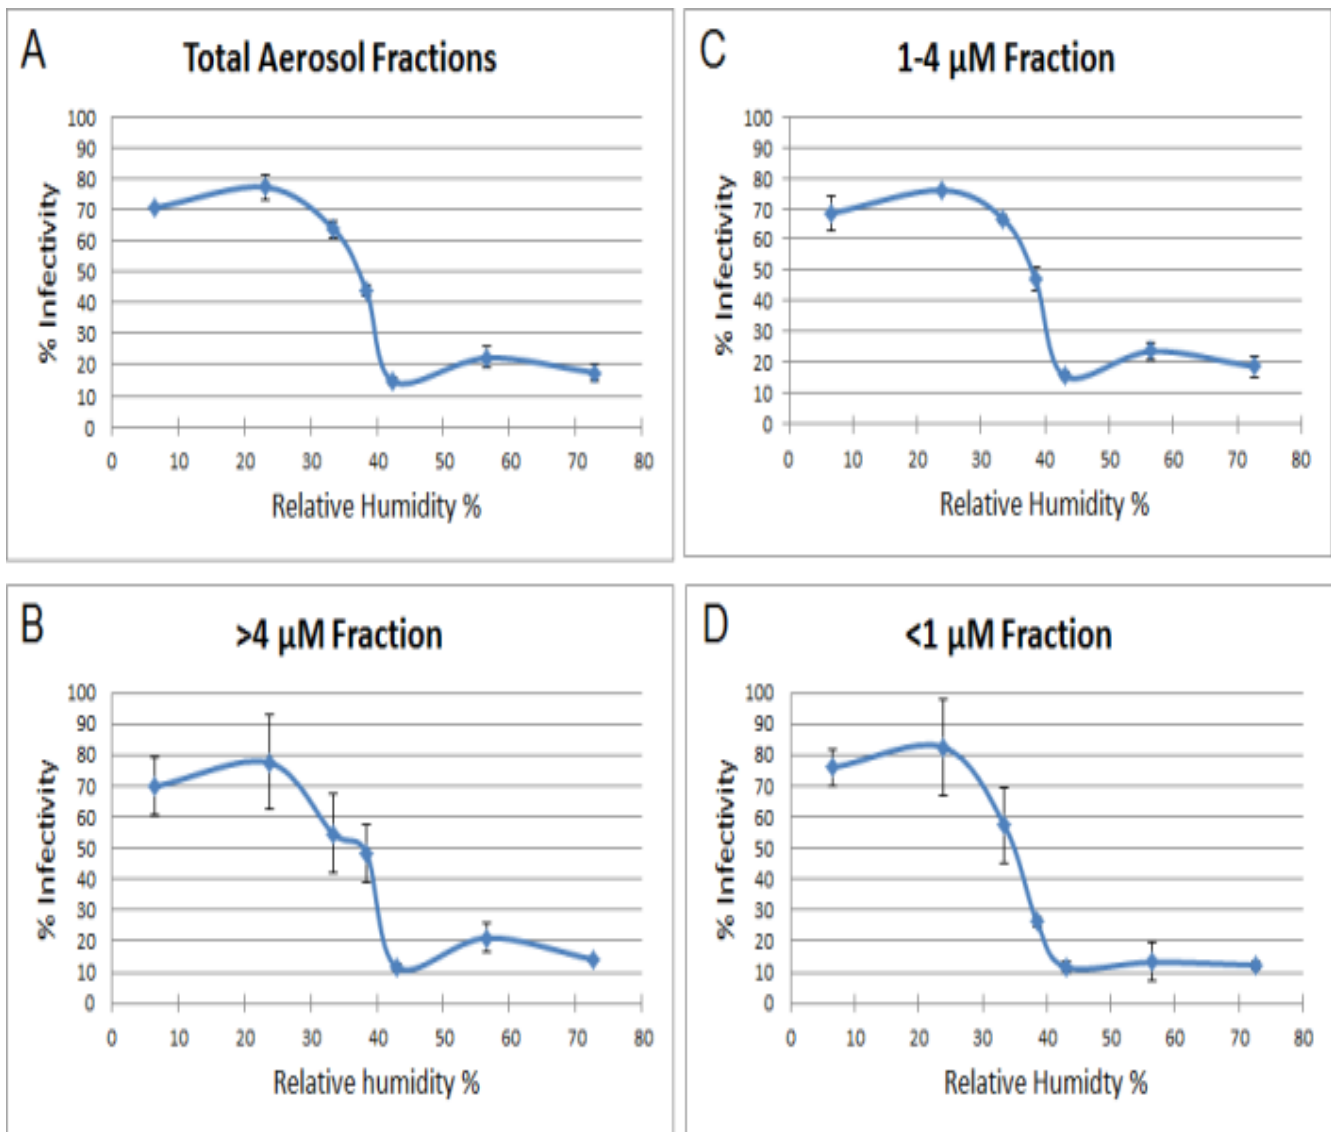 A
Total Aerosol Fractions
% Infectivity
100
90
80
70
60
50
40
30
20
10
0
0 10 20 30 40 50 60 70 80
Relative Humidity %
C
1-4 µM Fraction
% Infectivity
100
90
80
70
60
50
40
30
20
10
0
0 10 20 30 40 50 60 70 80
Relative Humidity %
B
>4 µM Fraction
% Infectivity
100
90
80
70
60
50
40
30
20
10
0
0 10 20 30 40 50 60 70 80
Relative humidity %
D
<1 µM Fraction
% Infectivity
100
90
80
70
60
50
40
30
20
10
0
0 10 20 30 40 50 60 70 80
Relative Humidty %